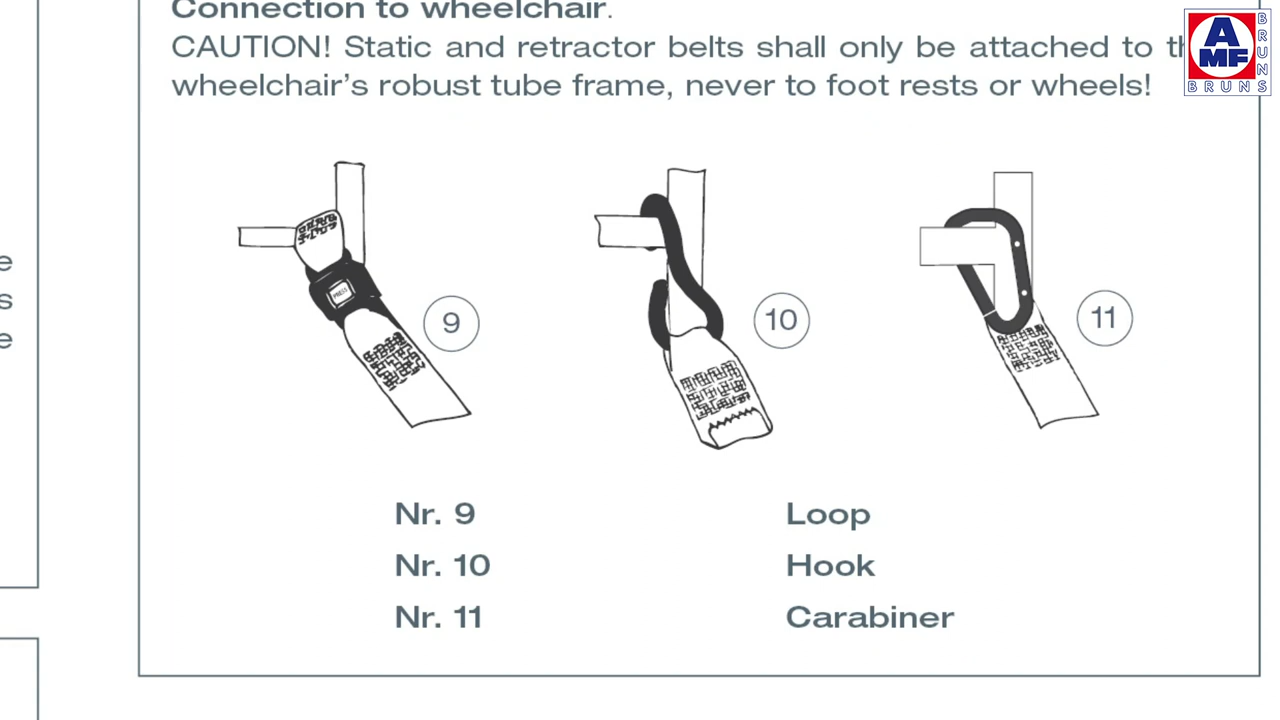 Connection to wheelchair.
CAUTION! Static and retractor belts shall only be attached to
wheelchair's robust tube frame, never to foot rests or wheels!
AMF
BRUNS
BRUNS
e
s
e
PRESS
9
10
11
Nr. 9 Loop
Nr. 10 Hook
Nr. 11 Carabiner